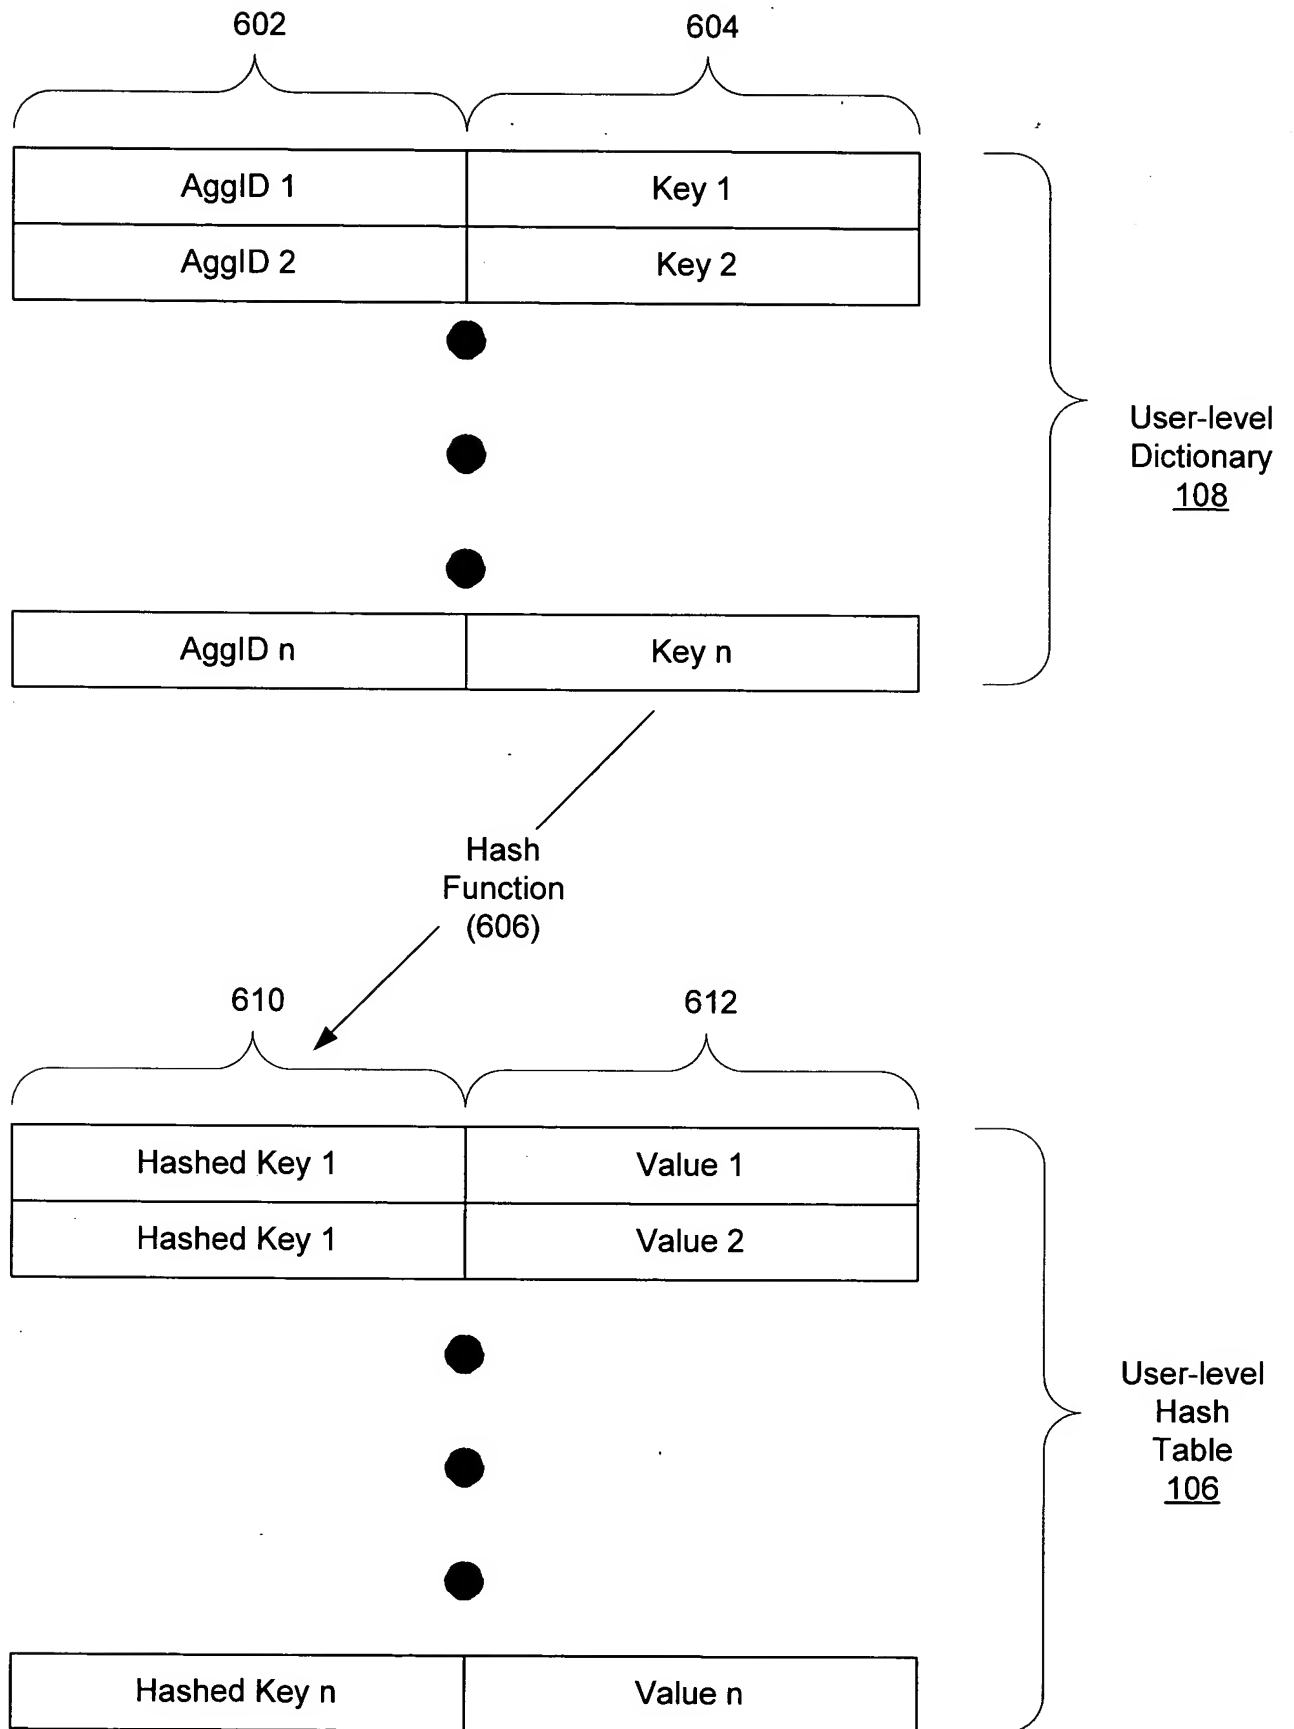 602
604
AggID 1
Key 1
AggID 2
Key 2
User-level
Dictionary
108
AggID n
Key n
Hash
Function
(606)
610
612
Hashed Key 1
Value 1
Hashed Key 1
Value 2
User-level
Hash
Table
106
Hashed Key n
Value n